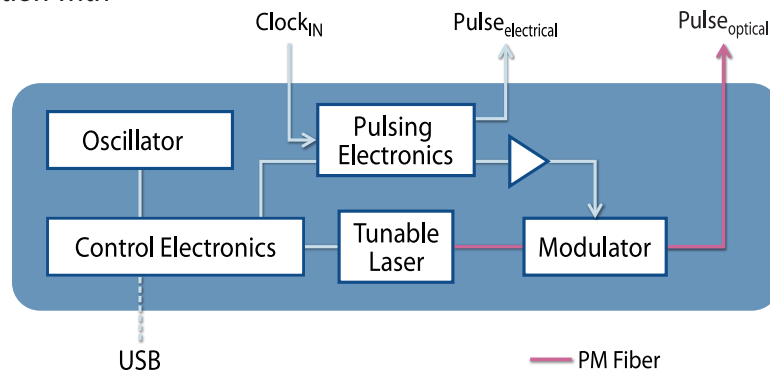 Clock_IN Pulse_electrical Pulse_optical
Oscillator
Pulsing
Electronics
Control Electronics
Tunable
Laser
Modulator
USB
PM Fiber